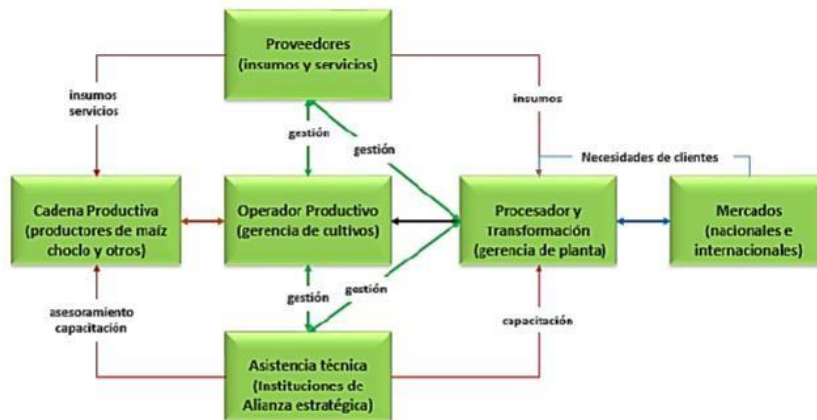 Proveedores
(insumos y servicios)
insumos
servicios
insumos
gestión
gestión
Necesidades de clientes
Cadena Productiva
(productores de maíz
choclo y otros)
Operador Productivo
(gerencia de cultivos)
Procesador y
Transformación
(gerencia de planta)
Mercados
(nacionales e
internacionales)
gestión
gestión
asesoramiento
capacitación
capacitación
Asistencia técnica
(Instituciones de
Alianza estratégica)